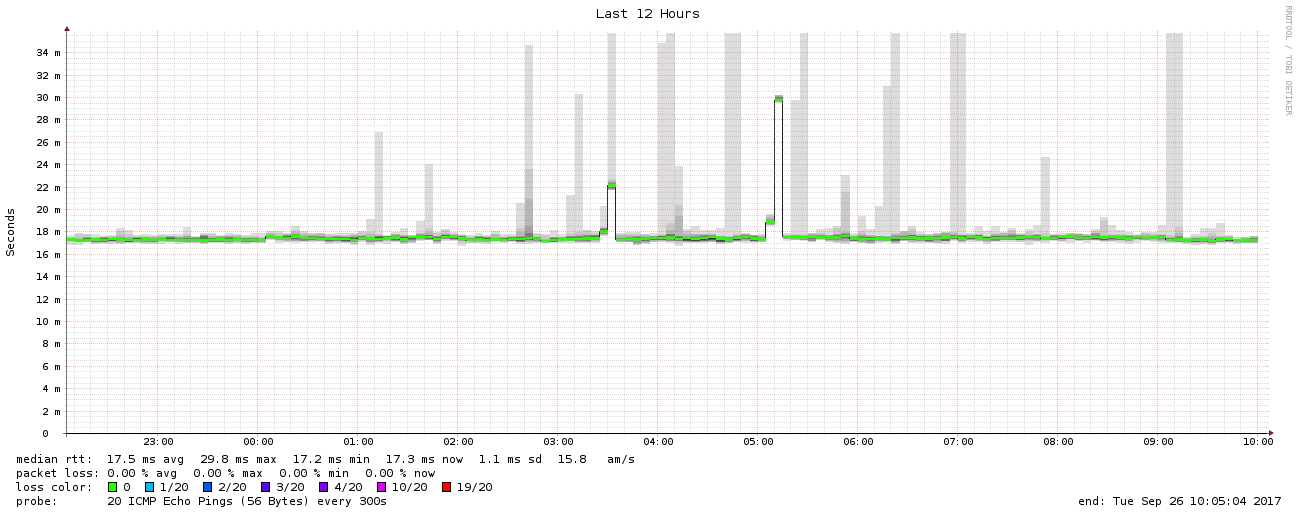 Last 12 Hours
RRDTOOL / TOBI OETIKER
Seconds
34 m
32 m
30 m
28 m
26 m
24 m
22 m
20 m
18 m
16 m
14 m
12 m
10 m
8 m
6 m
4 m
2 m
0
23:00 00:00 01:00 02:00 03:00 04:00 05:00 06:00 07:00 08:00 09:00 10:00
median rtt: 17.5 ms avg 29.8 ms max 17.2 ms min 17.3 ms now 1.1 ms sd 15.8 am/s
packet loss: 0.00 % avg 0.00 % max 0.00 % min 0.00 % now
loss color: 0 1/20 2/20 3/20 4/20 10/20 19/20
probe: 20 ICMP Echo Pings (56 Bytes) every 300s end: Tue Sep 26 10:05:04 2017